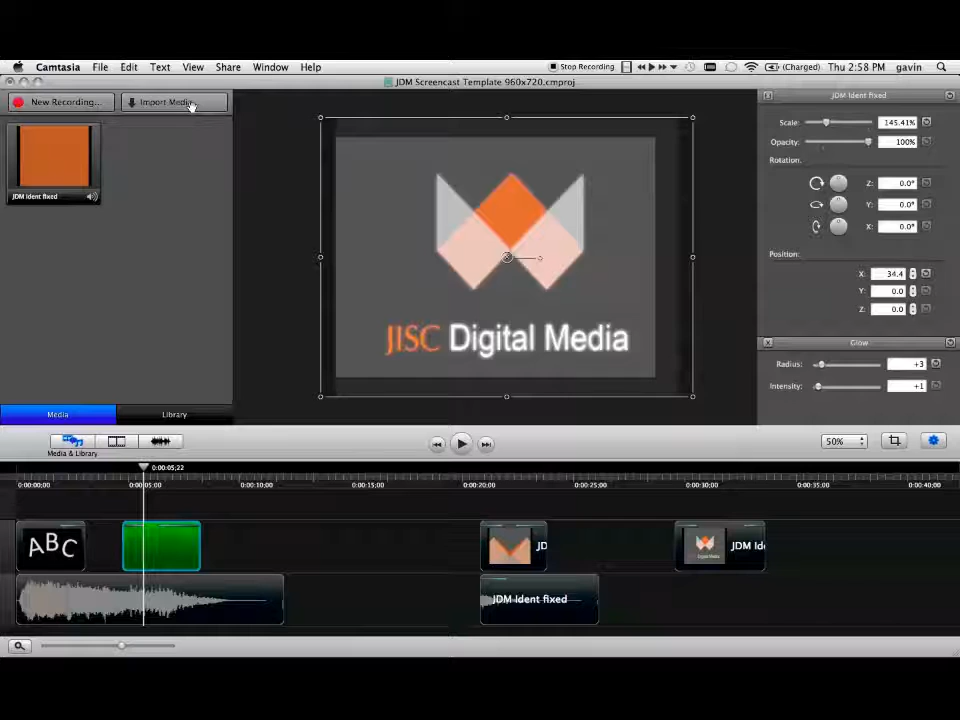 Camtasia File Edit Text View Share Window Help Stop Recording (Charged) Thu 2:58 PM gavin
JDM Screencast Template 960x720.cmproj
New Recording... Import Media...
JDM Ident fixed
JDM Ident fixed
Scale: 145.41%
Opacity: 100%
Rotation:
Z: 0.0°
Y: 0.0°
X: 0.0°
Position:
X: 34.4
Y: 0.0
Z: 0.0
JISC Digital Media
Glow
Radius: +3
Intensity: +1
Media Library
Media & Library
50%
0:00:05;22
0:00:00;00 0:00:05;00 0:00:10;00 0:00:15;00 0:00:20;00 0:00:25;00 0:00:30;00 0:00:35;00 0:00:40;00
ABC JD JDM Ide
JDM Ident fixed